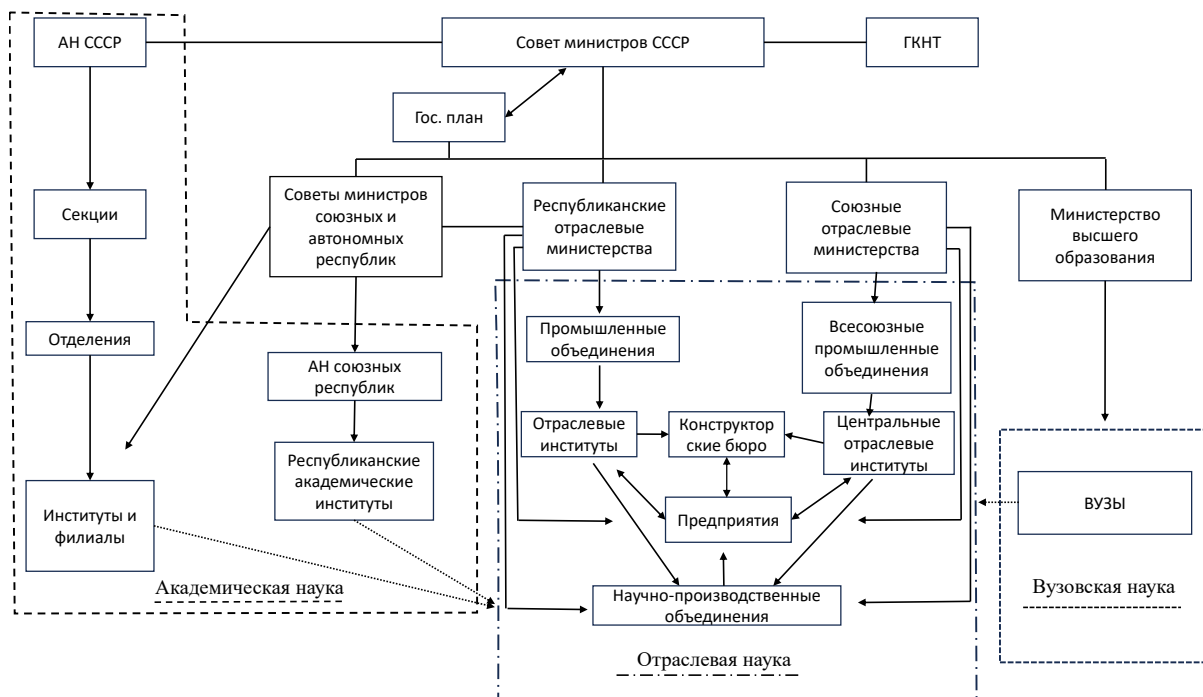 АН СССР
Совет министров СССР
ГКНТ
Гос. план
Секции
Советы министров
союзных и
автономных
республик
Республиканские
отраслевые
министерства
Союзные
отраслевые
министерства
Министерство
высшего
образования
Отделения
АН союзных
республик
Промышленные
объединения
Всесоюзные
промышленные
объединения
Отраслевые
институты
Конструктор
ские бюро
Центральные
отраслевые
институты
Республиканские
академические
институты
Институты и
филиалы
Предприятия
ВУЗЫ
Академическая наука
Научно-производственные
объединения
Вузовская наука
Отраслевая наука